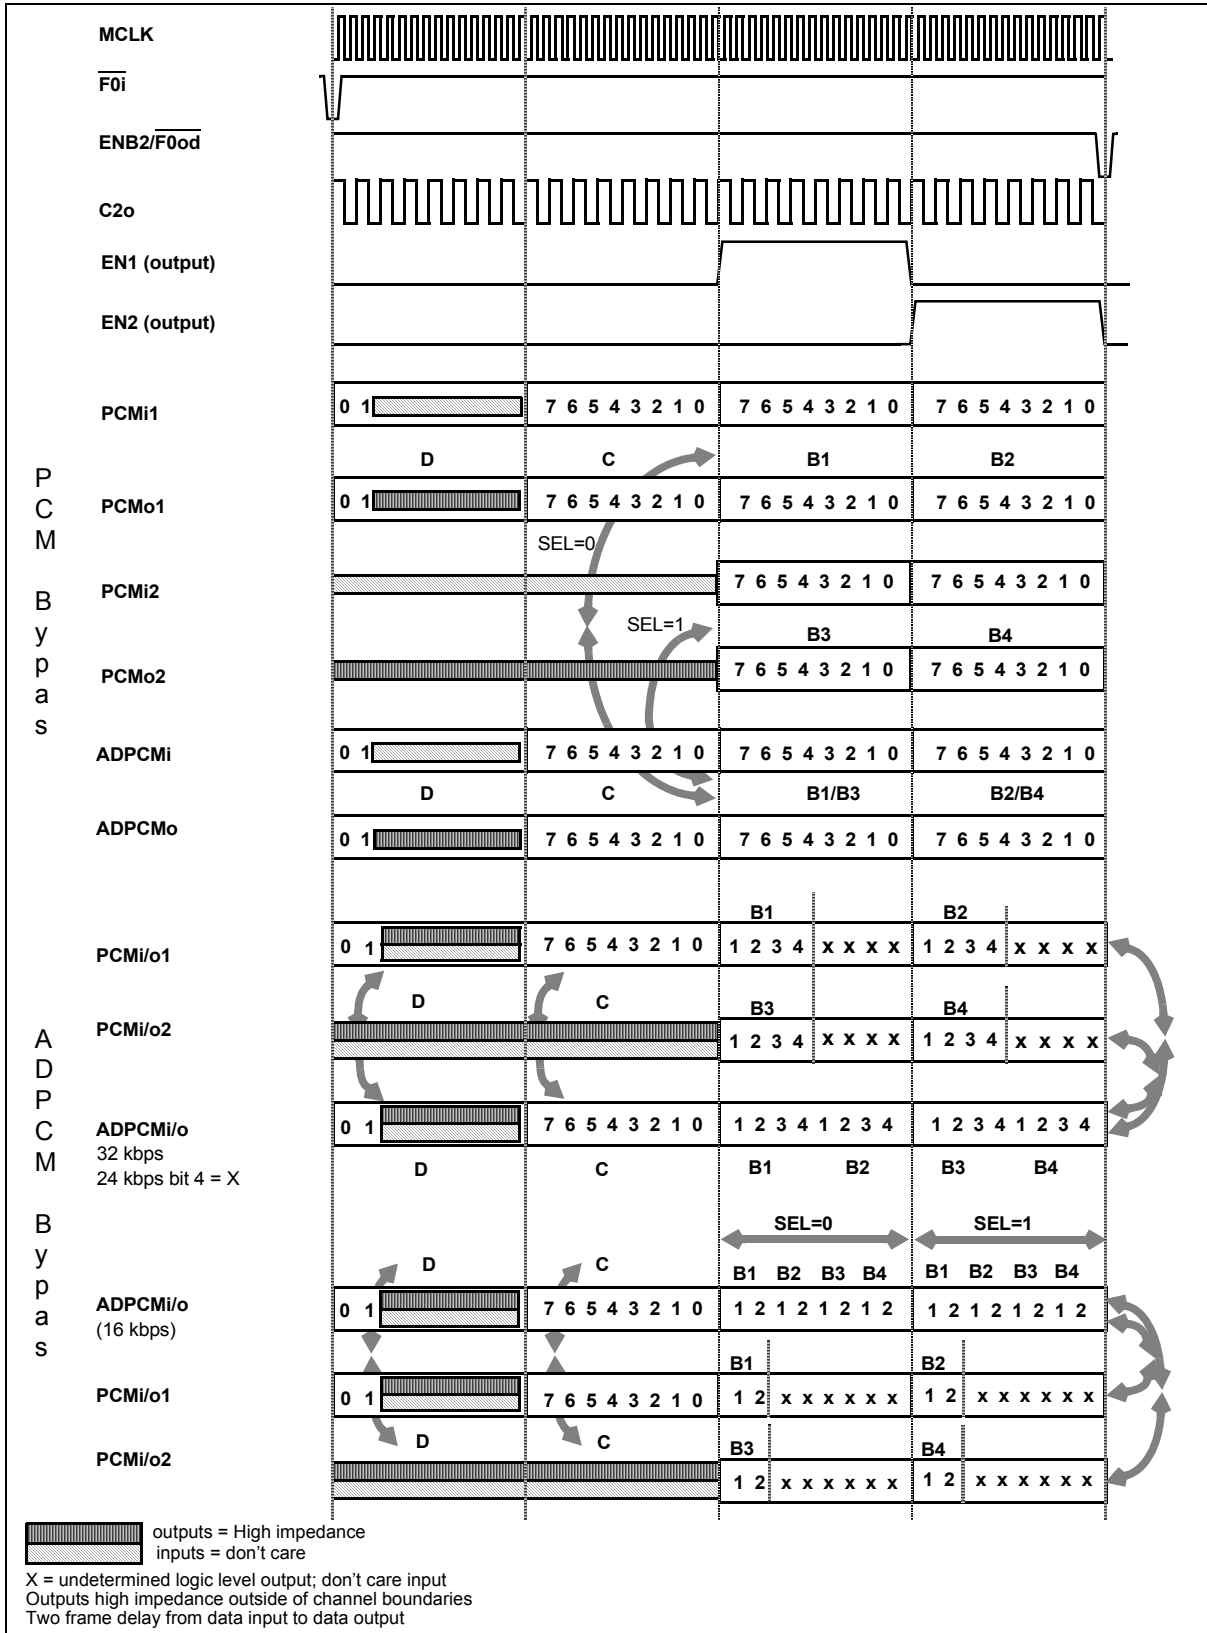 MCLK
F0i
ENB2/F0od
C2o
EN1 (output)
EN2 (output)
PCM Bypas
PCMi1
0 1 7 6 5 4 3 2 1 0 7 6 5 4 3 2 1 0 7 6 5 4 3 2 1 0
D C B1 B2
PCMo1
0 1 7 6 5 4 3 2 1 0 7 6 5 4 3 2 1 0 7 6 5 4 3 2 1 0
SEL=0
PCMi2
7 6 5 4 3 2 1 0 7 6 5 4 3 2 1 0
SEL=1
B3 B4
PCMo2
7 6 5 4 3 2 1 0 7 6 5 4 3 2 1 0
ADPCMi
0 1 7 6 5 4 3 2 1 0 7 6 5 4 3 2 1 0 7 6 5 4 3 2 1 0
D C B1/B3 B2/B4
ADPCMo
0 1 7 6 5 4 3 2 1 0 7 6 5 4 3 2 1 0 7 6 5 4 3 2 1 0
ADPCM Bypas
B1 B2
PCMi/o1
0 1 7 6 5 4 3 2 1 0 1 2 3 4 x x x x 1 2 3 4 x x x x
D C B3 B4
PCMi/o2
1 2 3 4 x x x x 1 2 3 4 x x x x
ADPCMi/o
0 1 7 6 5 4 3 2 1 0 1 2 3 4 1 2 3 4 1 2 3 4 1 2 3 4
32 kbps
24 kbps bit 4 = X
D C B1 B2 B3 B4
SEL=0 SEL=1
D C B1 B2 B3 B4 B1 B2 B3 B4
ADPCMi/o
(16 kbps)
0 1 7 6 5 4 3 2 1 0 1 2 1 2 1 2 1 2 1 2 1 2 1 2 1 2
B1 B2
PCMi/o1
0 1 7 6 5 4 3 2 1 0 1 2 x x x x x x 1 2 x x x x x x
D C B3 B4
PCMi/o2
1 2 x x x x x x 1 2 x x x x x x
outputs = High impedance
inputs = don't care
X = undetermined logic level output; don't care input
Outputs high impedance outside of channel boundaries
Two frame delay from data input to data output